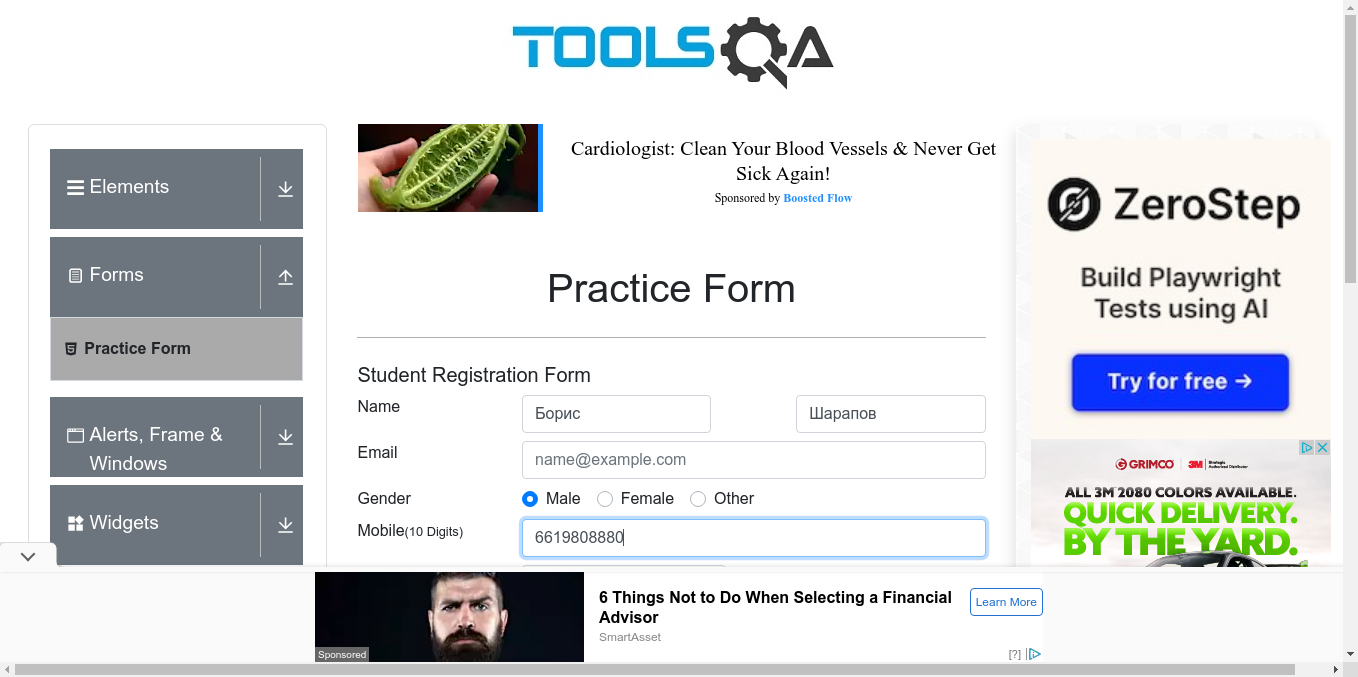 TOOLSQA
Elements
Forms
Practice Form
Alerts, Frame &
Windows
Widgets
Cardiologist: Clean Your Blood Vessels & Never Get
Sick Again!
Sponsored by Boosted Flow
Practice Form
Student Registration Form
Name
Борис
Шарапов
Email
name@example.com
Gender
Male
Female
Other
Mobile(10 Digits)
6619808880
ZeroStep
Build Playwright
Tests using AI
Try for free →
GRIMCO
3M
ALL 3M 2080 COLORS AVAILABLE.
QUICK DELIVERY.
BY THE YARD.
Sponsored
6 Things Not to Do When Selecting a Financial
Advisor
SmartAsset
Learn More
[?]